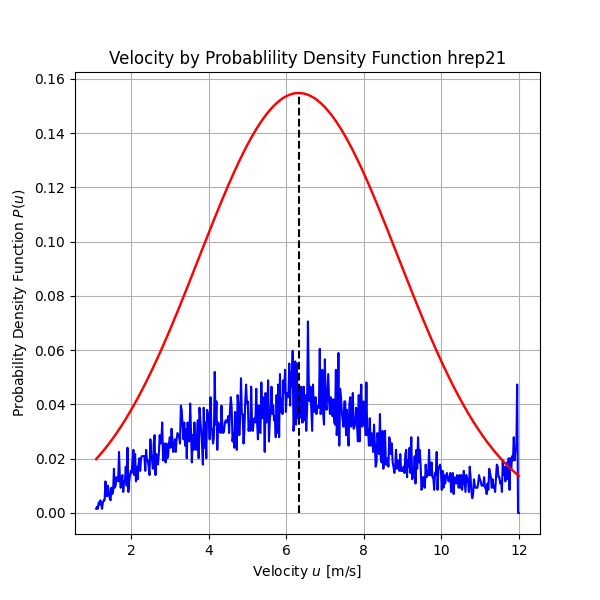 Velocity by Probablility Density Function hrep21
0.16
0.14
0.12
0.10
0.08
0.06
0.04
0.02
0.00
Probability Density Function P(u)
2 4 6 8 10 12
Velocity u [m/s]